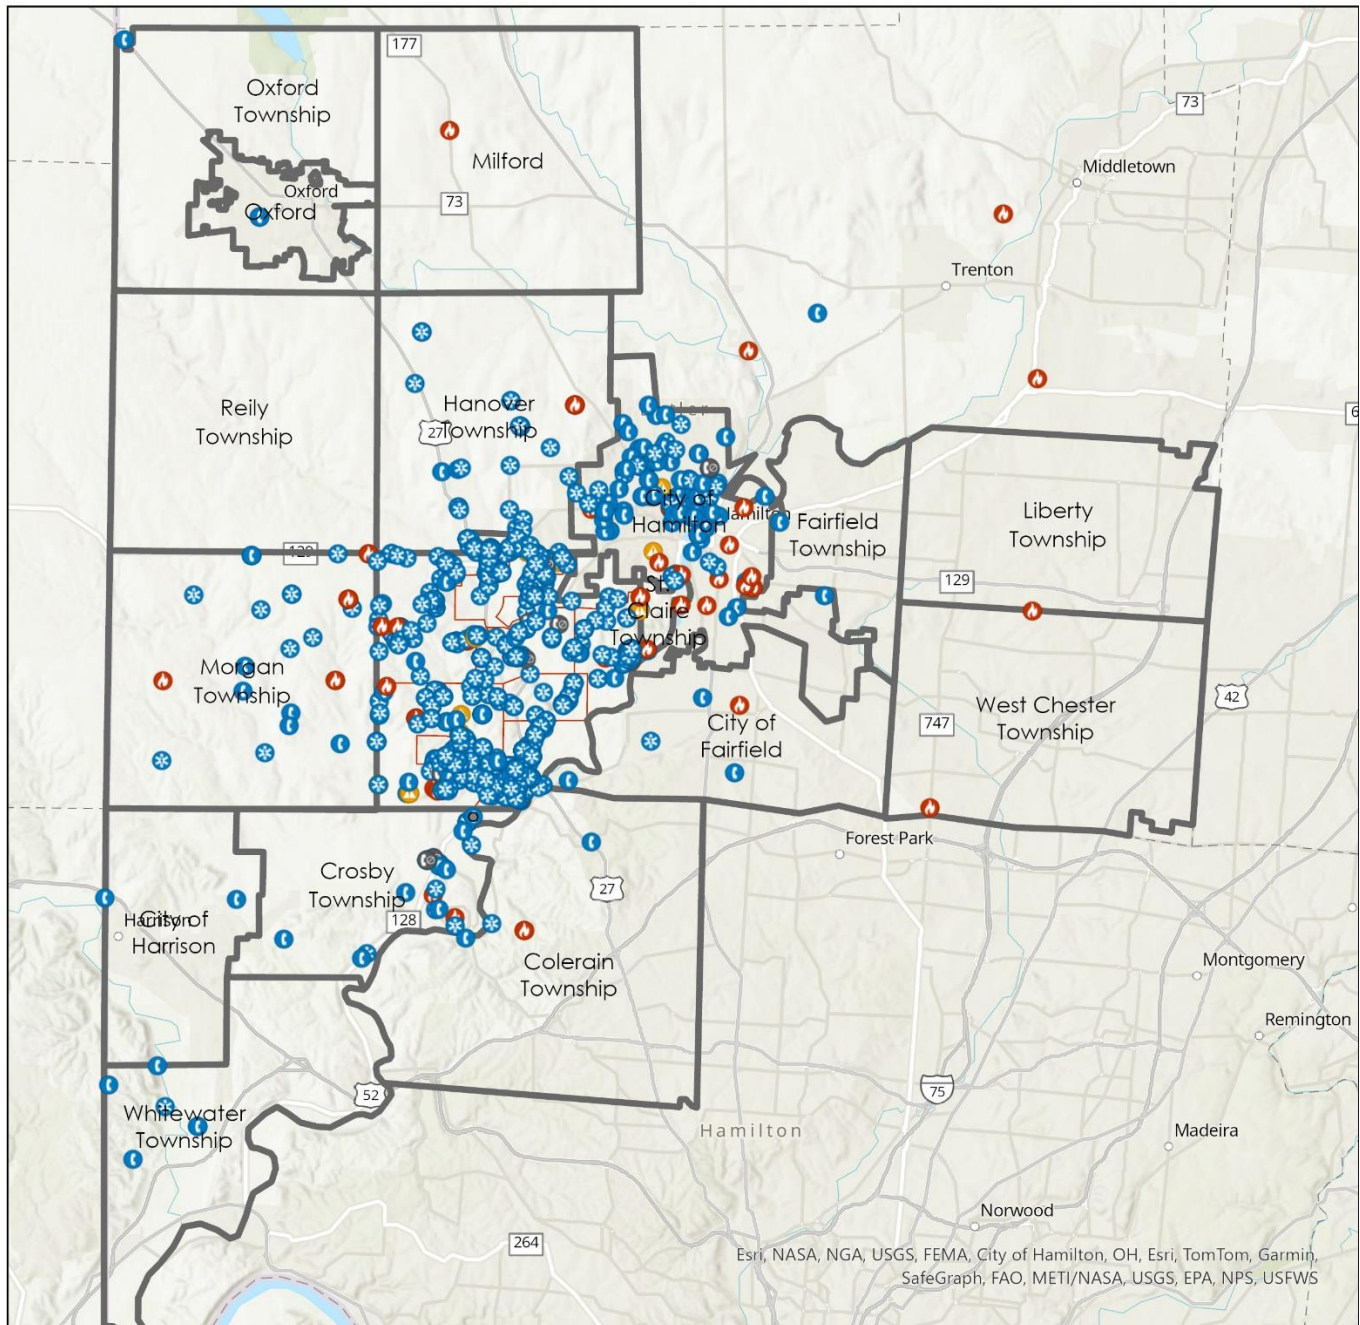 177
Oxford
Township
73
Milford
Middletown
Oxford
73
Oxford
Trenton
Hanover
Township
Reily
Township
27
6
City of
Hamilton
Hamilton
Fairfield
Township
Liberty
Township
129
129
St.
Claire
Township
Morgan
Township
42
West Chester
Township
747
City of
Fairfield
Forest Park
Crosby
Township
27
128
Harrison
City of
Harrison
Colerain
Township
Montgomery
Remington
52
75
Whitewater
Township
Hamilton
Madeira
Norwood
264
Esri, NASA, NGA, USGS, FEMA, City of Hamilton, OH, Esri, TomTom, Garmin,
SafeGraph, FAO, METI/NASA, USGS, EPA, NPS, USFWS